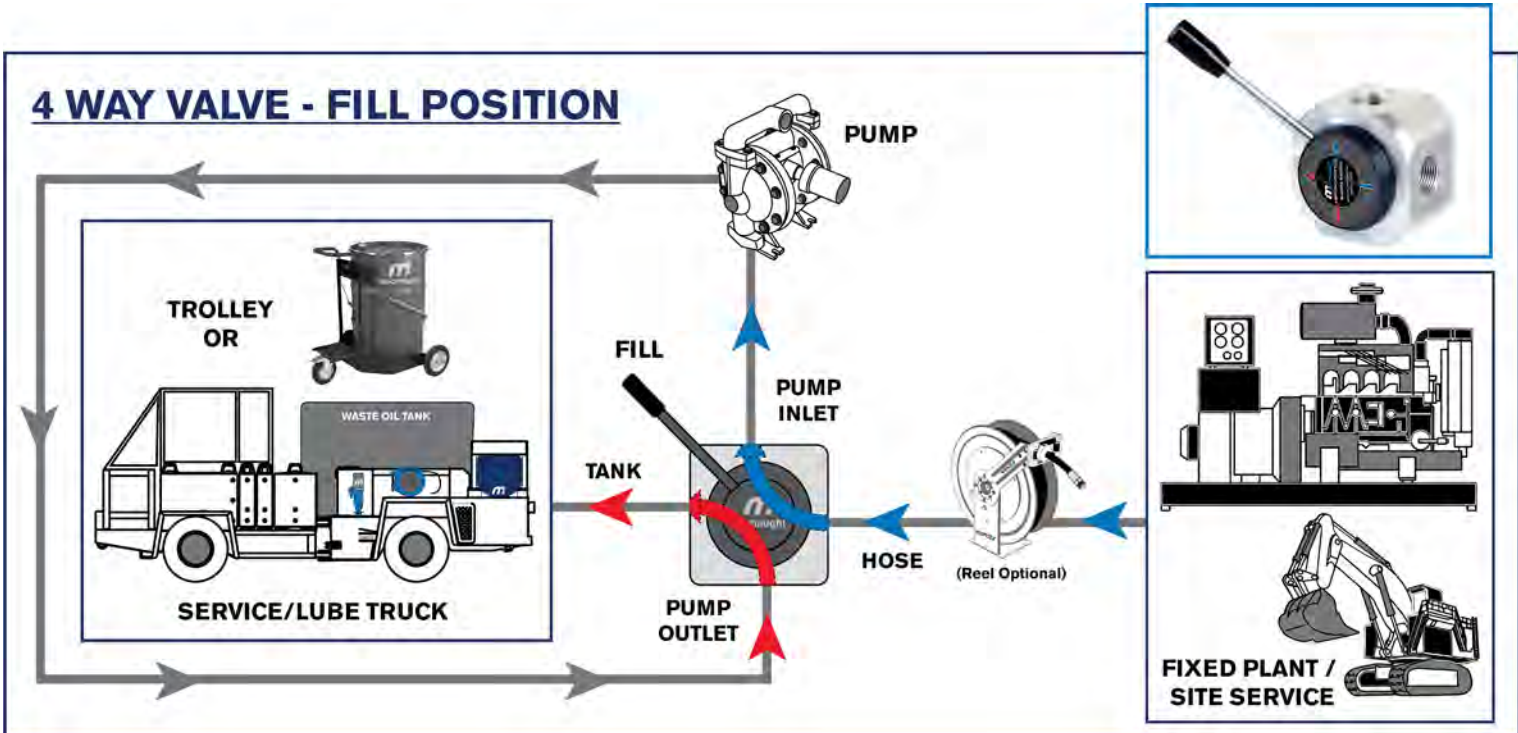 4 WAY VALVE - FILL POSITION
PUMP
TROLLEY
OR
FILL
PUMP
INLET
WASTE OIL TANK
TANK
HOSE
(Reel Optional)
SERVICE/LUBE TRUCK
PUMP
OUTLET
FIXED PLANT /
SITE SERVICE